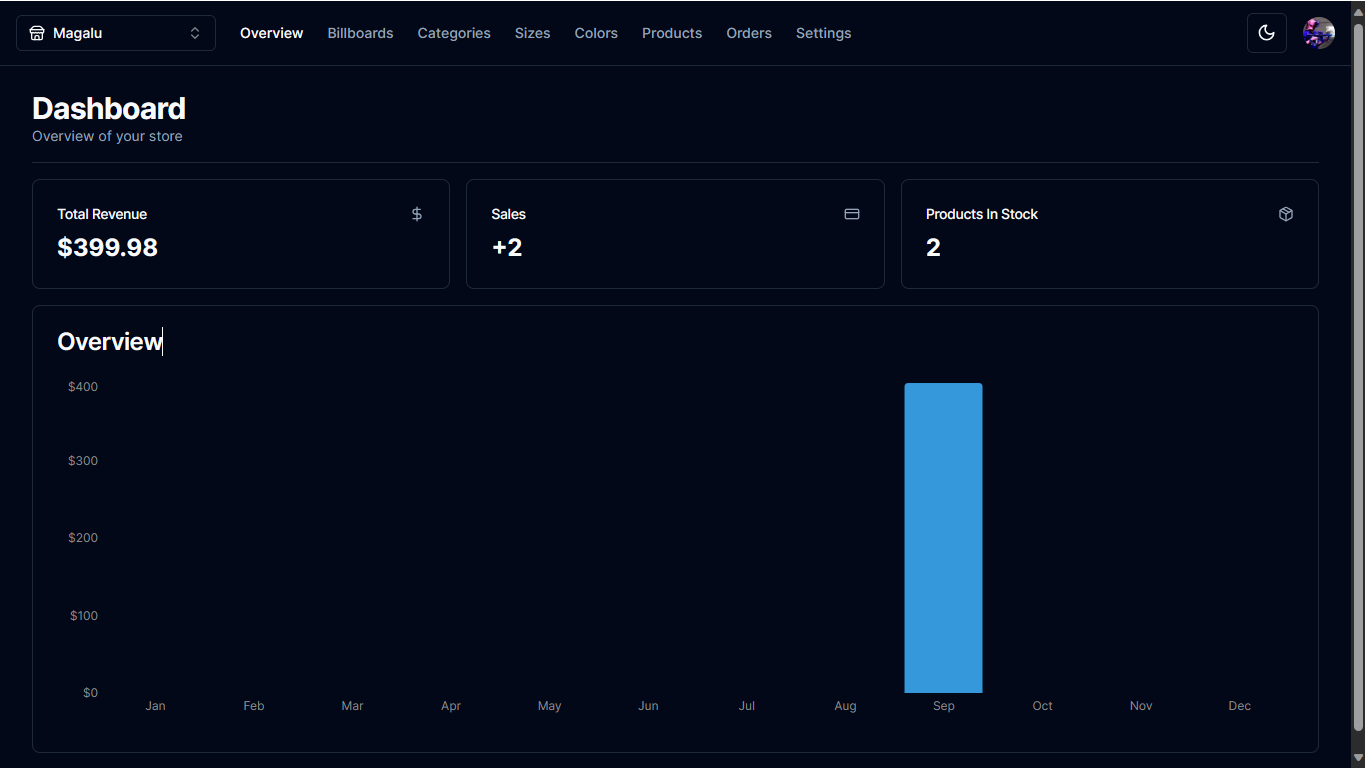 Magalu Overview Billboards Categories Sizes Colors Products Orders Settings
Dashboard
Overview of your store
Total Revenue
$399.98
Sales
+2
Products In Stock
2
Overview
$400
$300
$200
$100
$0
Jan Feb Mar Apr May Jun Jul Aug Sep Oct Nov Dec